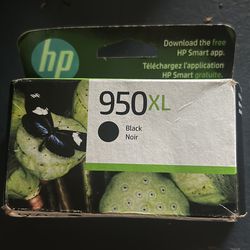 hp
Download the free
HP Smart app.
Téléchargez l'application
HP Smart gratuite.
950XL
Black
Noir